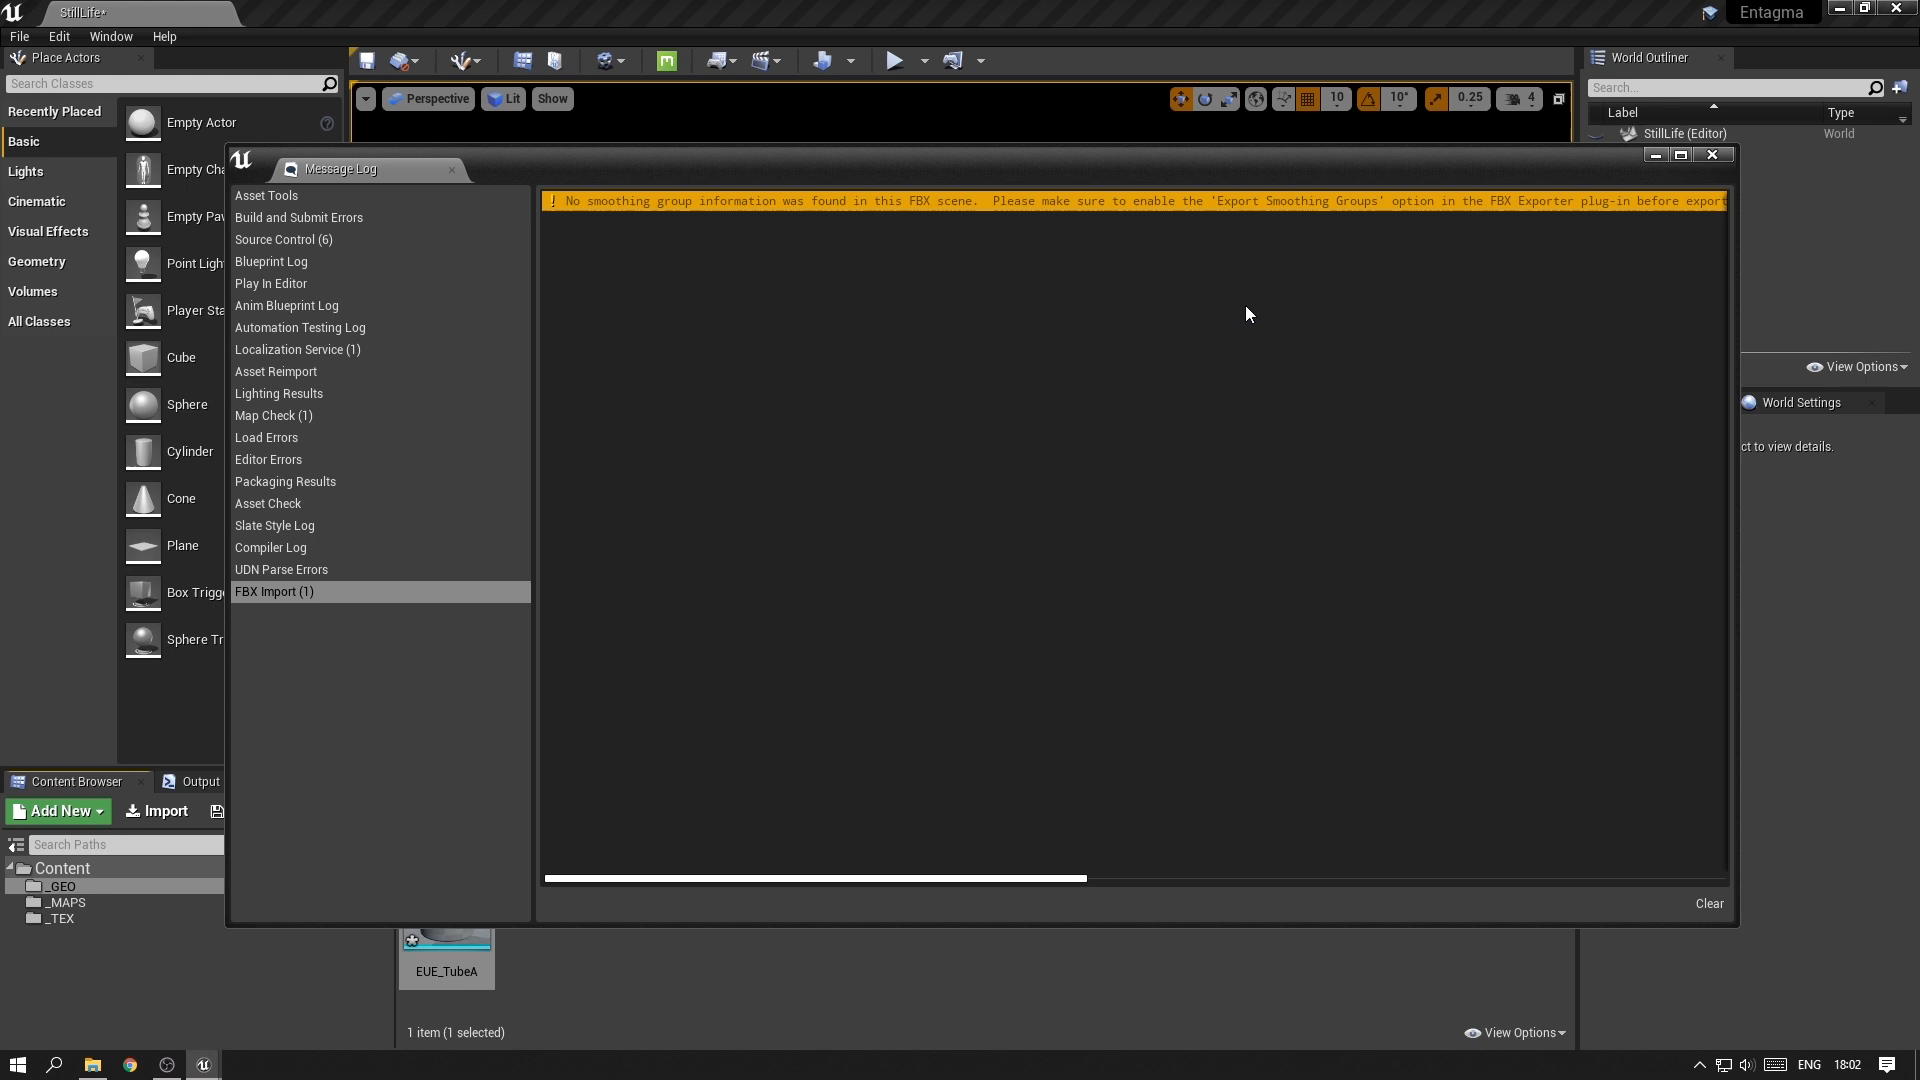 StillLife*
Entagma
File Edit Window Help
Place Actors
Search Classes
Recently Placed
Basic
Lights
Cinematic
Visual Effects
Geometry
Volumes
All Classes
Empty Actor
Empty Cha
Empty Paw
Point Ligh
Player Sta
Cube
Sphere
Cylinder
Cone
Plane
Box Trigge
Sphere Tr
Perspective Lit Show
10 10° 0.25 4
World Outliner
Search...
Label Type
StillLife (Editor) World
View Options
World Settings
ct to view details.
Message Log
Asset Tools
Build and Submit Errors
Source Control (6)
Blueprint Log
Play In Editor
Anim Blueprint Log
Automation Testing Log
Localization Service (1)
Asset Reimport
Lighting Results
Map Check (1)
Load Errors
Editor Errors
Packaging Results
Asset Check
Slate Style Log
Compiler Log
UDN Parse Errors
FBX Import (1)
No smoothing group information was found in this FBX scene.  Please make sure to enable the 'Export Smoothing Groups' option in the FBX Exporter plug-in before export
Clear
Content Browser Output
Add New Import
Search Paths
Content
_GEO
_MAPS
_TEX
EUE_TubeA
1 item (1 selected)
View Options
ENG 18:02